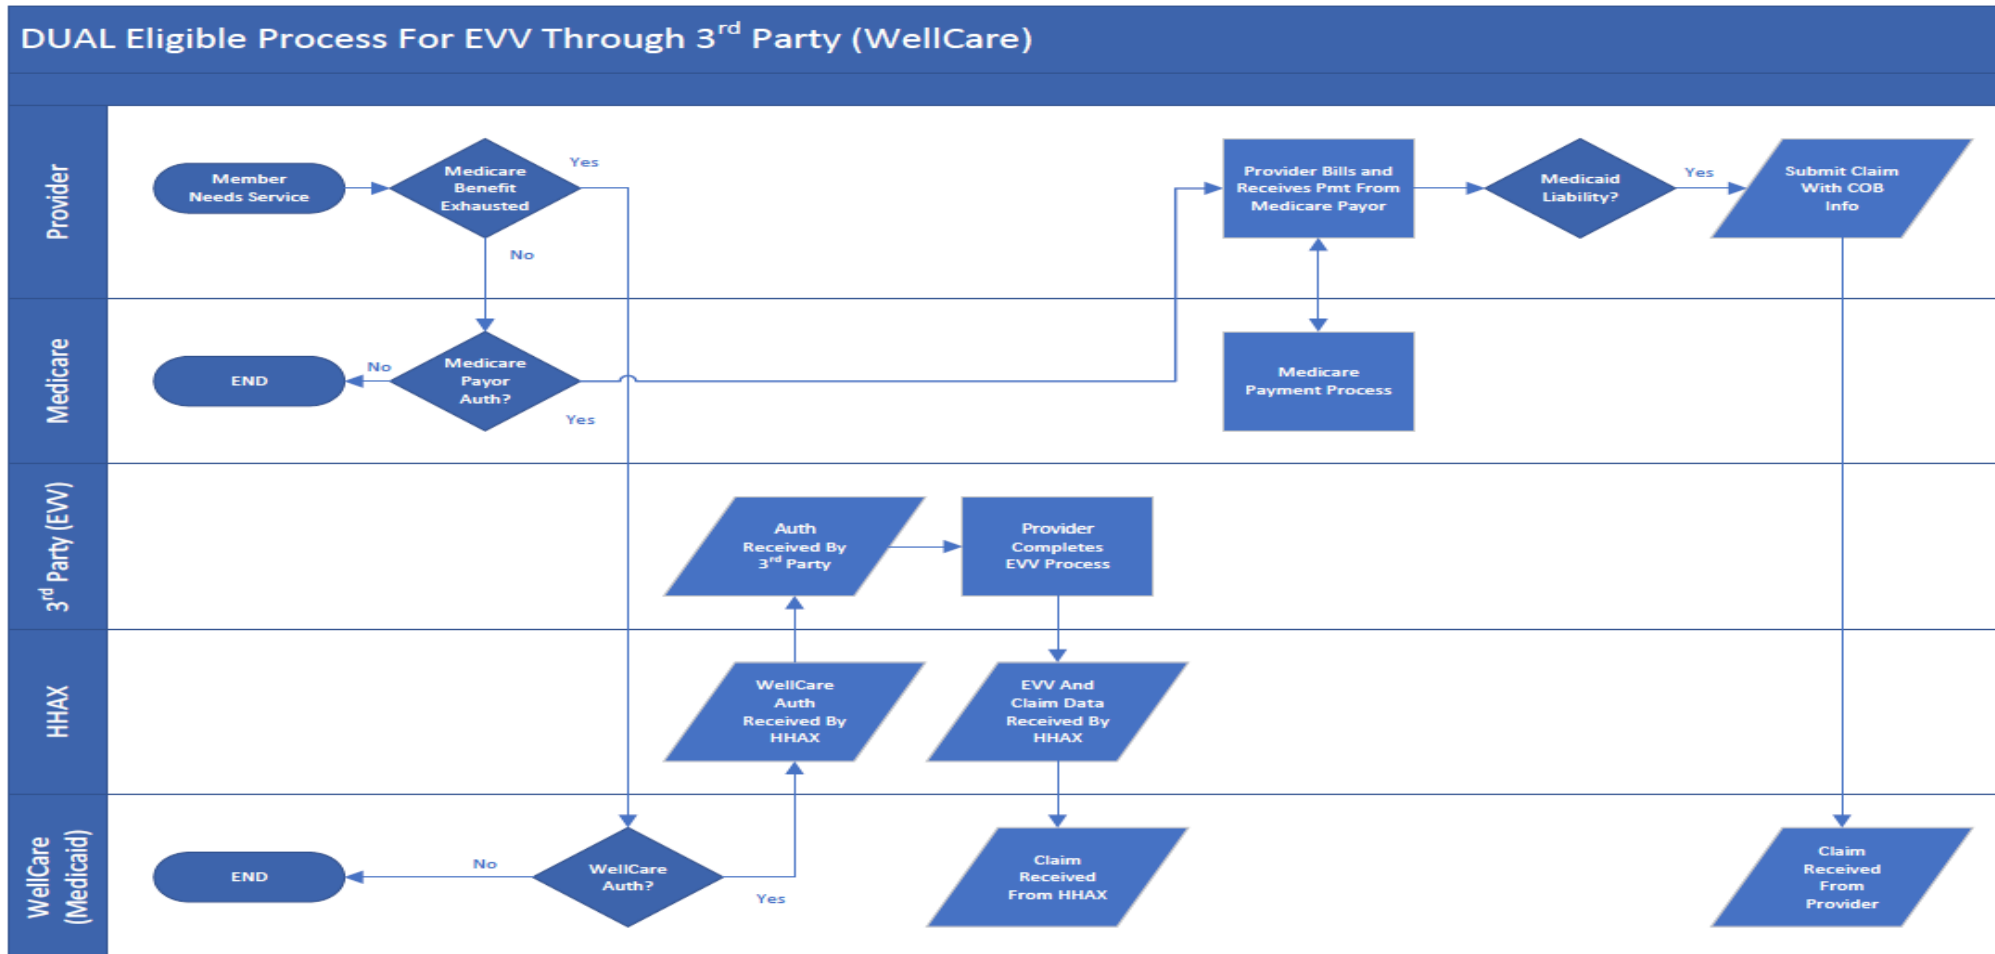 DUAL Eligible Process For EVV Through 3rd Party (WellCare)
Provider
Member
Needs Service
Medicare
Benefit
Exhausted
Yes
No
Provider Bills and
Receives Pmt From
Medicare Payor
Medicaid
Liability?
Yes
Submit Claim
With COB
Info
Medicare
END
No
Medicare
Payor
Auth?
Yes
Medicare
Payment Process
3rd Party (EVV)
Auth
Received By
3rd Party
Provider
Completes
EVV Process
HHAX
WellCare
Auth
Received By
HHAX
EVV And
Claim Data
Received By
HHAX
WellCare
(Medicaid)
END
No
WellCare
Auth?
Yes
Claim
Received
From HHAX
Claim
Received
From
Provider